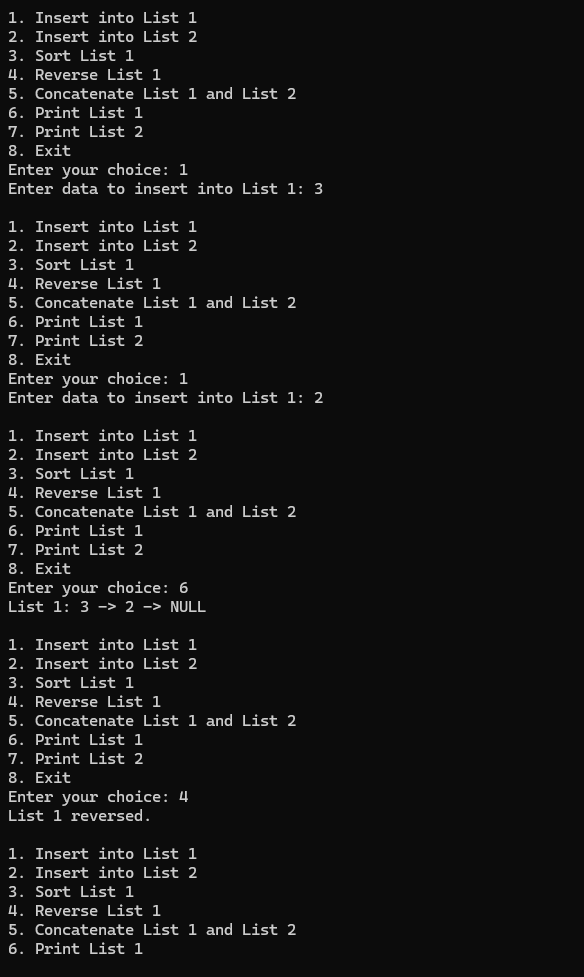 1. Insert into List 1
2. Insert into List 2
3. Sort List 1
4. Reverse List 1
5. Concatenate List 1 and List 2
6. Print List 1
7. Print List 2
8. Exit
Enter your choice: 1
Enter data to insert into List 1: 3

1. Insert into List 1
2. Insert into List 2
3. Sort List 1
4. Reverse List 1
5. Concatenate List 1 and List 2
6. Print List 1
7. Print List 2
8. Exit
Enter your choice: 1
Enter data to insert into List 1: 2

1. Insert into List 1
2. Insert into List 2
3. Sort List 1
4. Reverse List 1
5. Concatenate List 1 and List 2
6. Print List 1
7. Print List 2
8. Exit
Enter your choice: 6
List 1: 3 -> 2 -> NULL

1. Insert into List 1
2. Insert into List 2
3. Sort List 1
4. Reverse List 1
5. Concatenate List 1 and List 2
6. Print List 1
7. Print List 2
8. Exit
Enter your choice: 4
List 1 reversed.

1. Insert into List 1
2. Insert into List 2
3. Sort List 1
4. Reverse List 1
5. Concatenate List 1 and List 2
6. Print List 1